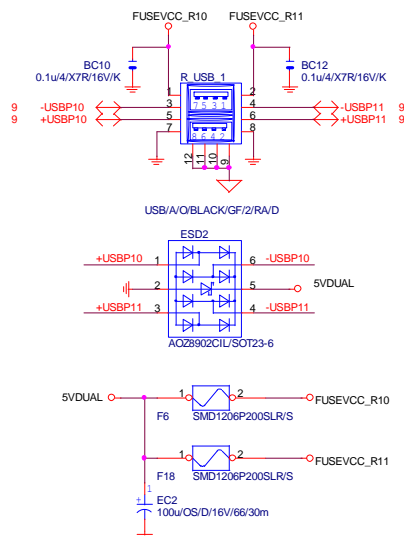 FUSEVCC_R10 FUSEVCC_R11
BC10 BC12
0.1u/4/X7R/16V/K R_USB_1 0.1u/4/X7R/16V/K
1 2
9 -USBP10 3 7 5 3 1 4 -USBP11 9
9 +USBP10 5 6 +USBP11 9
7 8 6 4 2 8
12 11 10 9
USB/A/O/BLACK/GF/2/RA/D
ESD2
+USBP10 1 6 -USBP10
2 5 5VDUAL
+USBP11 3 4 -USBP11
AOZ8902CIL/SOT23-6
5VDUAL 1 2 FUSEVCC_R10
F6 SMD1206P200SLR/S
1 2 FUSEVCC_R11
F18 SMD1206P200SLR/S
1
+ EC2
100u/OS/D/16V/66/30m